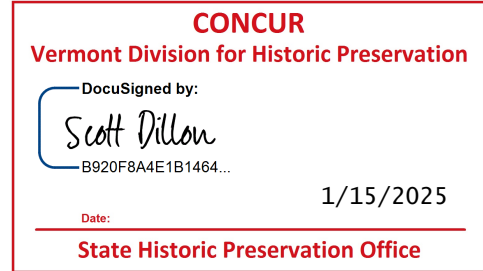 CONCUR
Vermont Division for Historic Preservation
DocuSigned by:
Scott Dillon
B920F8A4E1B1464...
1/15/2025
Date:
State Historic Preservation Office